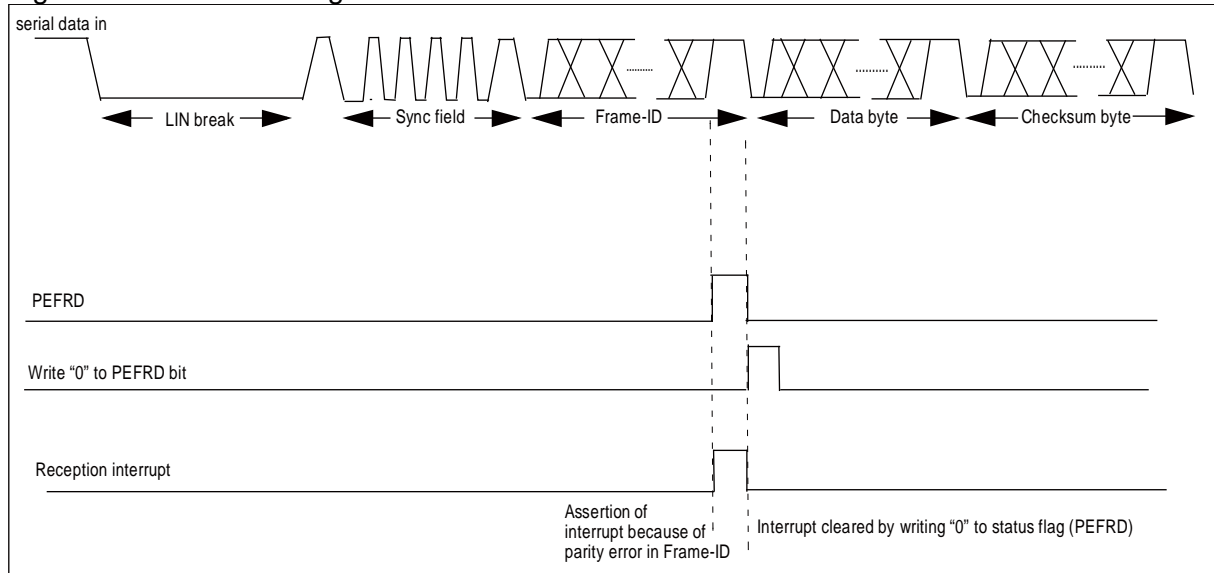 serial data in
LIN break
Sync field
Frame-ID
Data byte
Checksum byte
PEFRD
Write “0” to PEFRD bit
Reception interrupt
Assertion of
interrupt because of
parity error in Frame-ID
Interrupt cleared by writing “0” to status flag (PEFRD)